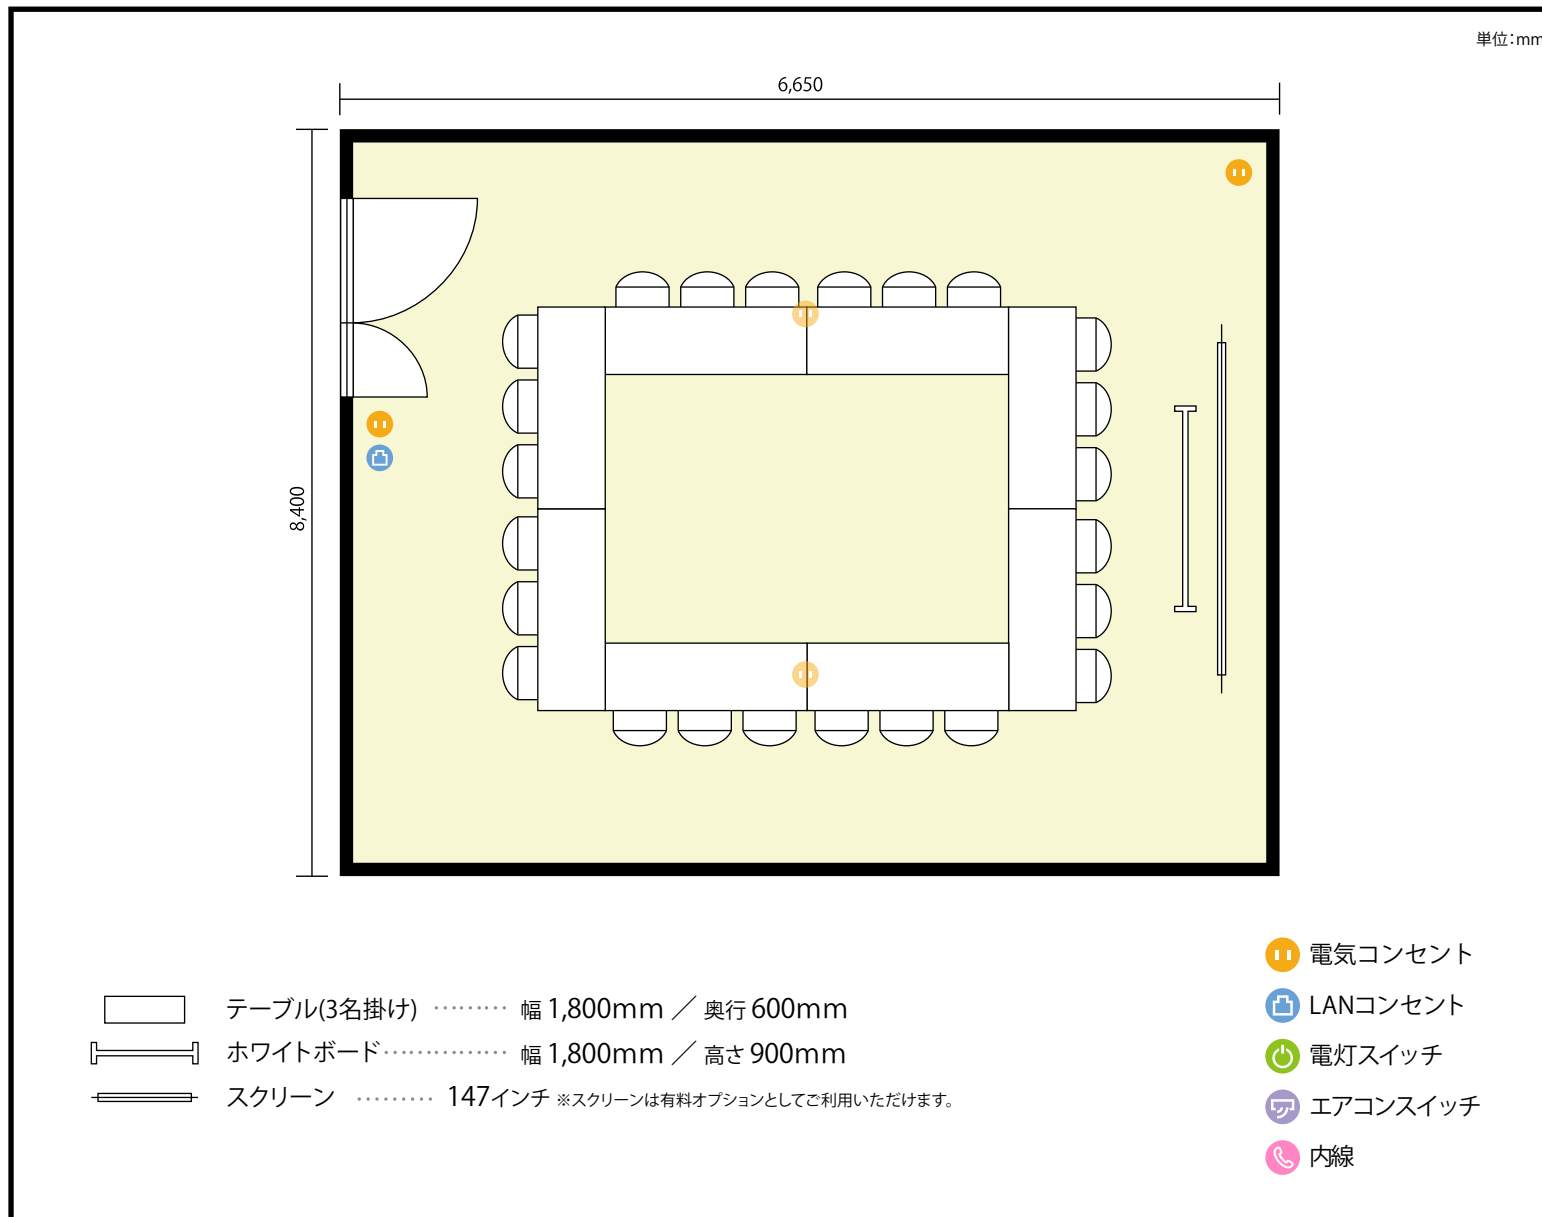 単位：mm
6,650
8,400
電気コンセント
LANコンセント
電灯スイッチ
エアコンスイッチ
内線
テーブル(3名掛け) ········· 幅 1,800mm ／ 奥行 600mm
ホワイトボード··············· 幅 1,800mm ／ 高さ 900mm
スクリーン ········· 147インチ ※スクリーンは有料オプションとしてご利用いただけます。